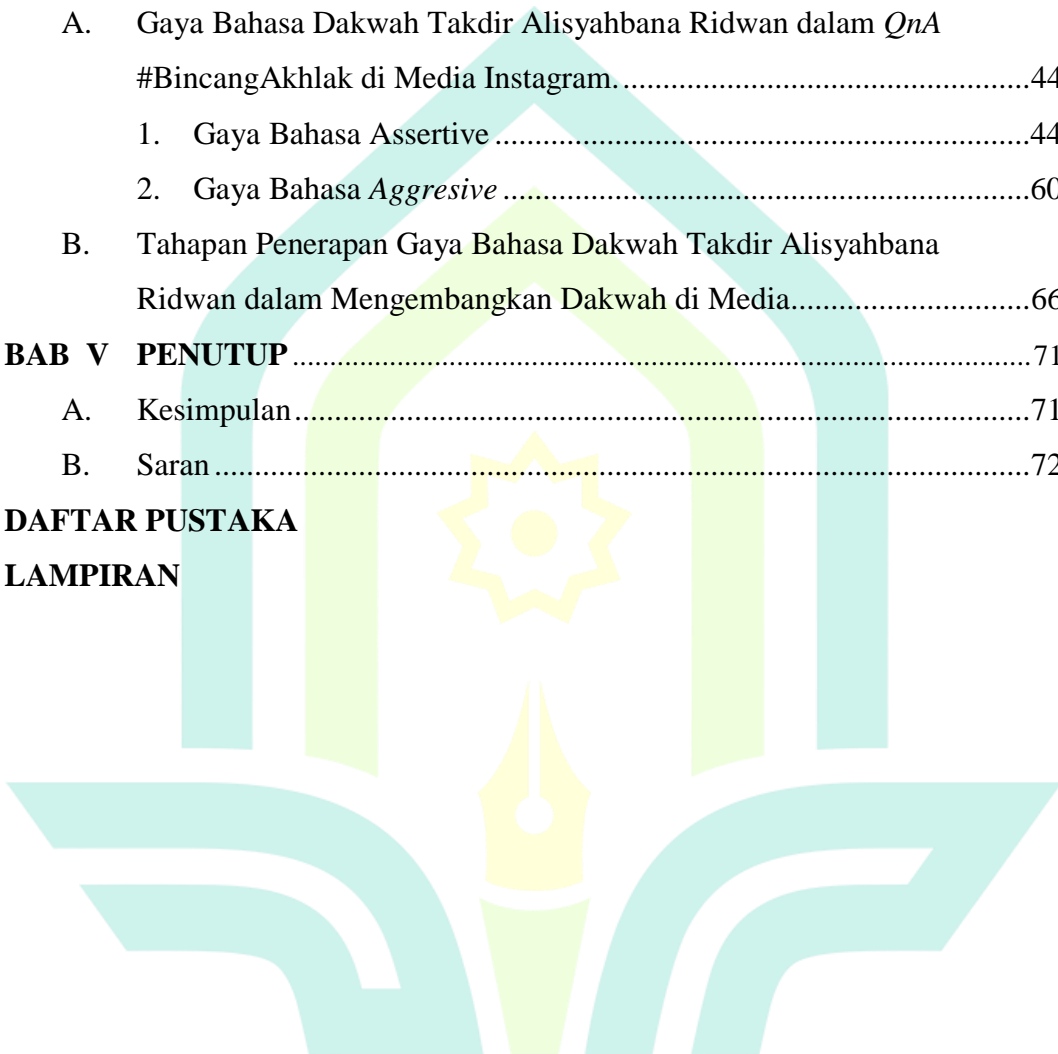 A. Gaya Bahasa Dakwah Takdir Alisyahbana Ridwan dalam QnA
#BincangAkhlak di Media Instagram. ................................................44
1. Gaya Bahasa Assertive ................................................................44
2. Gaya Bahasa Aggresive ...............................................................60
B. Tahapan Penerapan Gaya Bahasa Dakwah Takdir Alisyahbana
Ridwan dalam Mengembangkan Dakwah di Media............................66
BAB V PENUTUP ......................................................................................71
A. Kesimpulan ......................................................................................71
B. Saran ................................................................................................72
DAFTAR PUSTAKA
LAMPIRAN